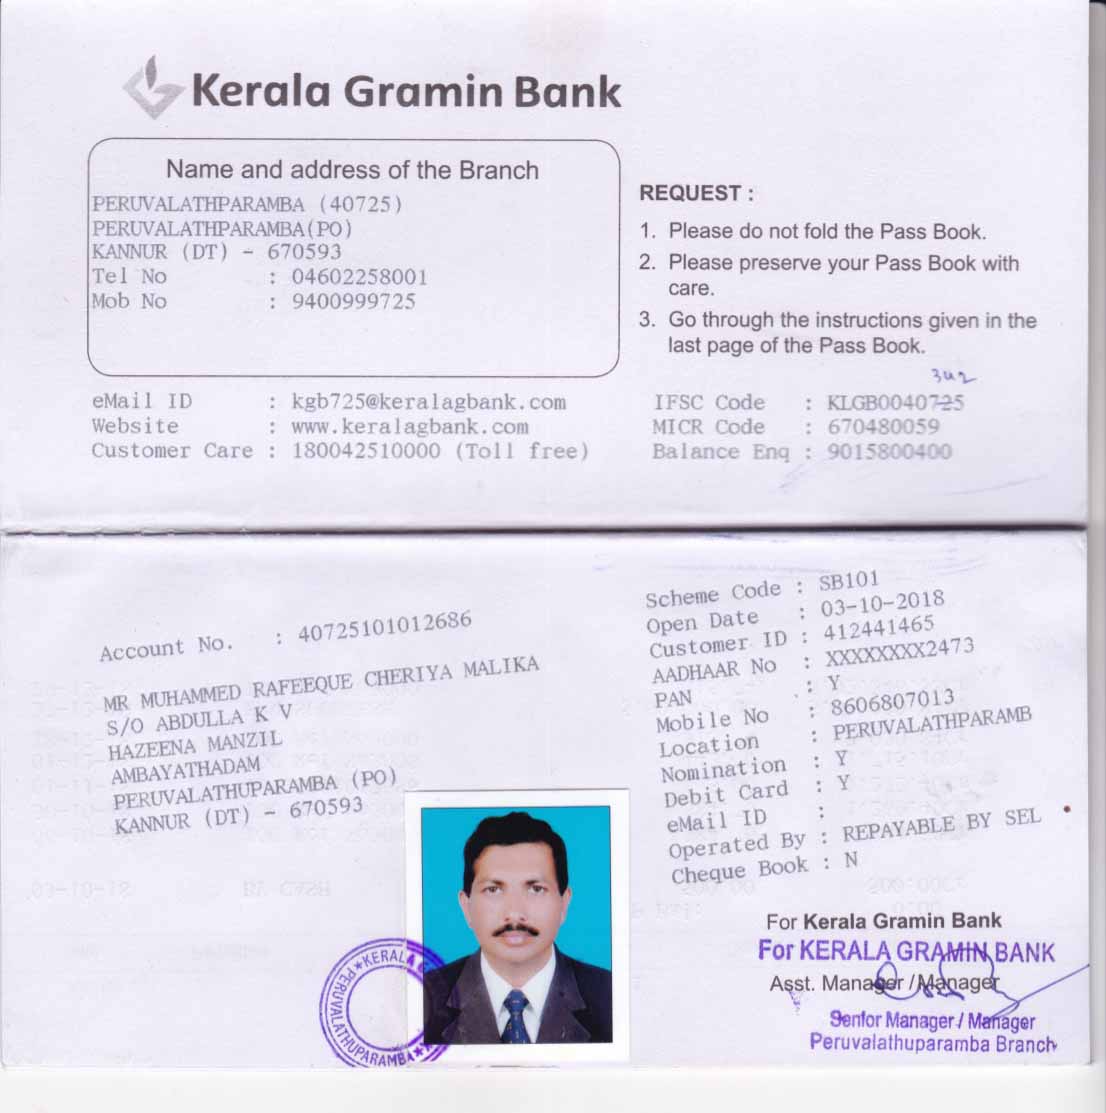 Kerala Gramin Bank
Name and address of the Branch
PERUVALATHPARAMBA (40725)
PERUVALATHPARAMBA(PO)
KANNUR (DT) - 670593
Tel No : 04602258001
Mob No : 9400999725
REQUEST :
1. Please do not fold the Pass Book.
2. Please preserve your Pass Book with
care.
3. Go through the instructions given in the
last page of the Pass Book.
eMail ID : kgb725@keralagbank.com
Website : www.keralagbank.com
Customer Care : 180042510000 (Toll free)
IFSC Code : KLGB0040725
MICR Code : 670480059
Balance Enq : 9015800400
Account No. : 40725101012686
MR MUHAMMED RAFEEQUE CHERIYA MALIKA
S/O ABDULLA K V
HAZEENA MANZIL
AMBAYATHADAM
PERUVALATHUPARAMBA (PO)
KANNUR (DT) - 670593
Scheme Code : SB101
Open Date : 03-10-2018
Customer ID : 412441465
AADHAAR No : XXXXXXXX2473
PAN : Y
Mobile No : 8606807013
Location : PERUVALATHPARAMB
Nomination : Y
Debit Card : Y
eMail ID :
Operated By : REPAYABLE BY SEL
Cheque Book : N
KERALA
PERUVALATHUPARAMBA
For Kerala Gramin Bank
For KERALA GRAMIN BANK
Asst. Manager / Manager
Senior Manager / Manager
Peruvalathuparamba Branch